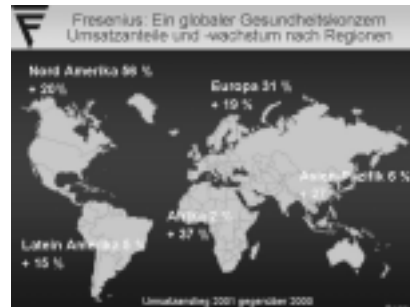 Fresenius: Ein globaler Gesundheitskonzern
Umsatzanteile und -wachstum nach Regionen
Nord Amerika 56 %
+ 20%
Europa 31 %
+ 19 %
Asien-Pazifik 6 %
Afrika 2 %
+ 37 %
Latein Amerika 5 %
+ 15 %
Umsatzanstieg 2001 gegenüber 2000